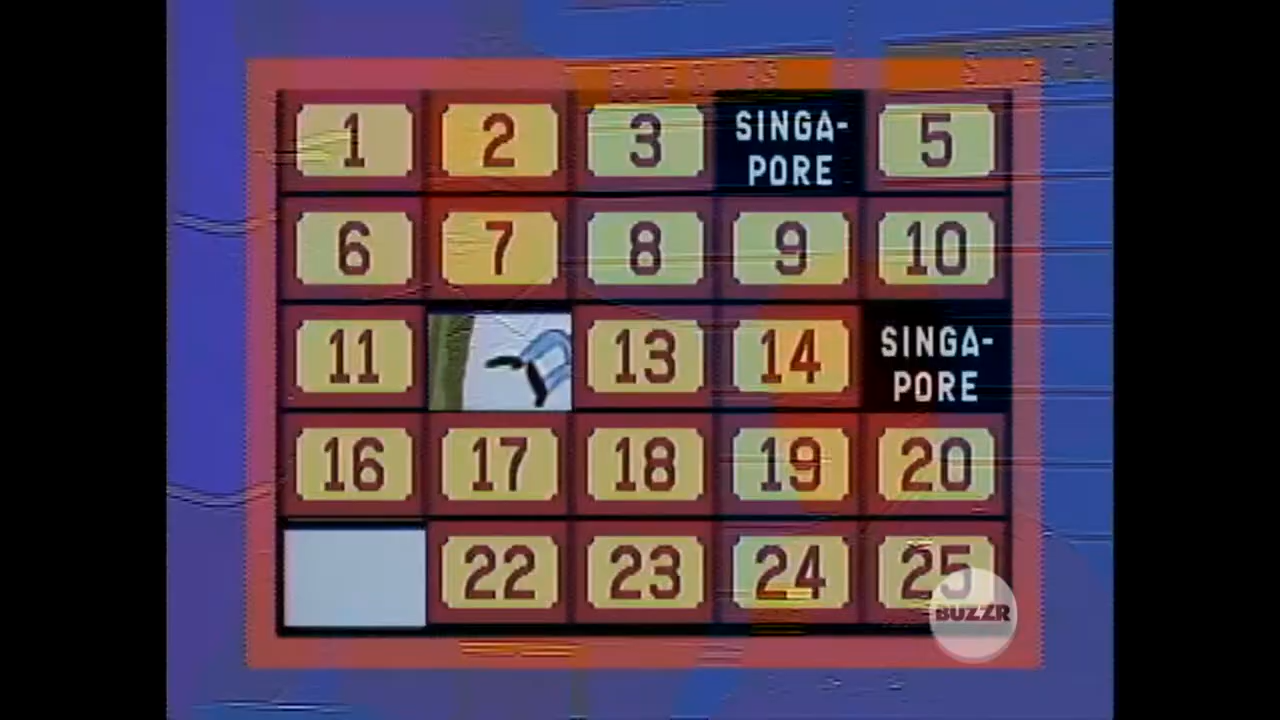 1 2 3 SINGA-
PORE 5
6 7 8 9 10
11 13 14 SINGA-
PORE
16 17 18 19 20
22 23 24 25
BUZZR